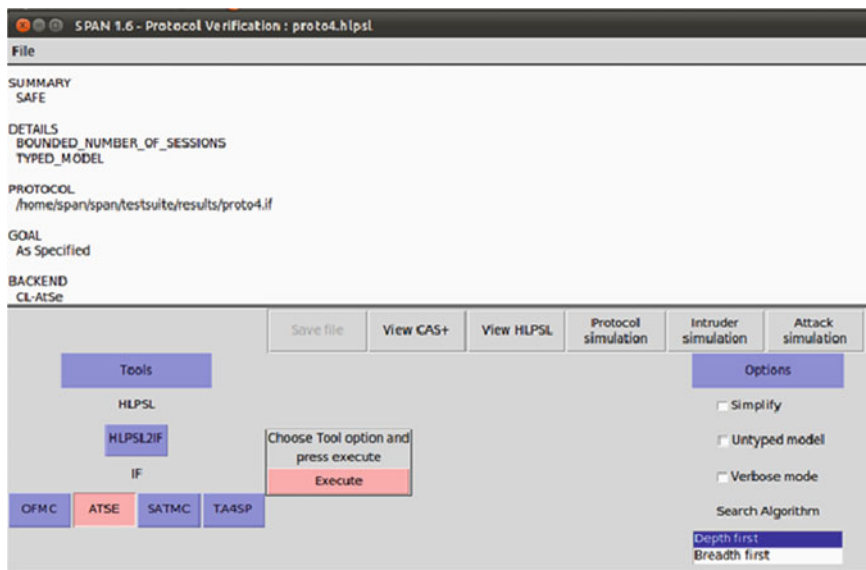 SPAN 1.6 - Protocol Verification : proto4.hlpsl
File
SUMMARY
SAFE
DETAILS
BOUNDED_NUMBER_OF_SESSIONS
TYPED_MODEL
PROTOCOL
/home/span/span/testsuite/results/proto4.if
GOAL
As Specified
BACKEND
CL-AtSe
Save file
View CAS+
View HLPSL
Protocol
simulation
Intruder
simulation
Attack
simulation
Tools
HLPSL
HLPSL2IF
IF
OFMC
ATSE
SATMC
TA4SP
Choose Tool option and
press execute
Execute
Options
Simplify
Untyped model
Verbose mode
Search Algorithm
Depth first
Breadth first